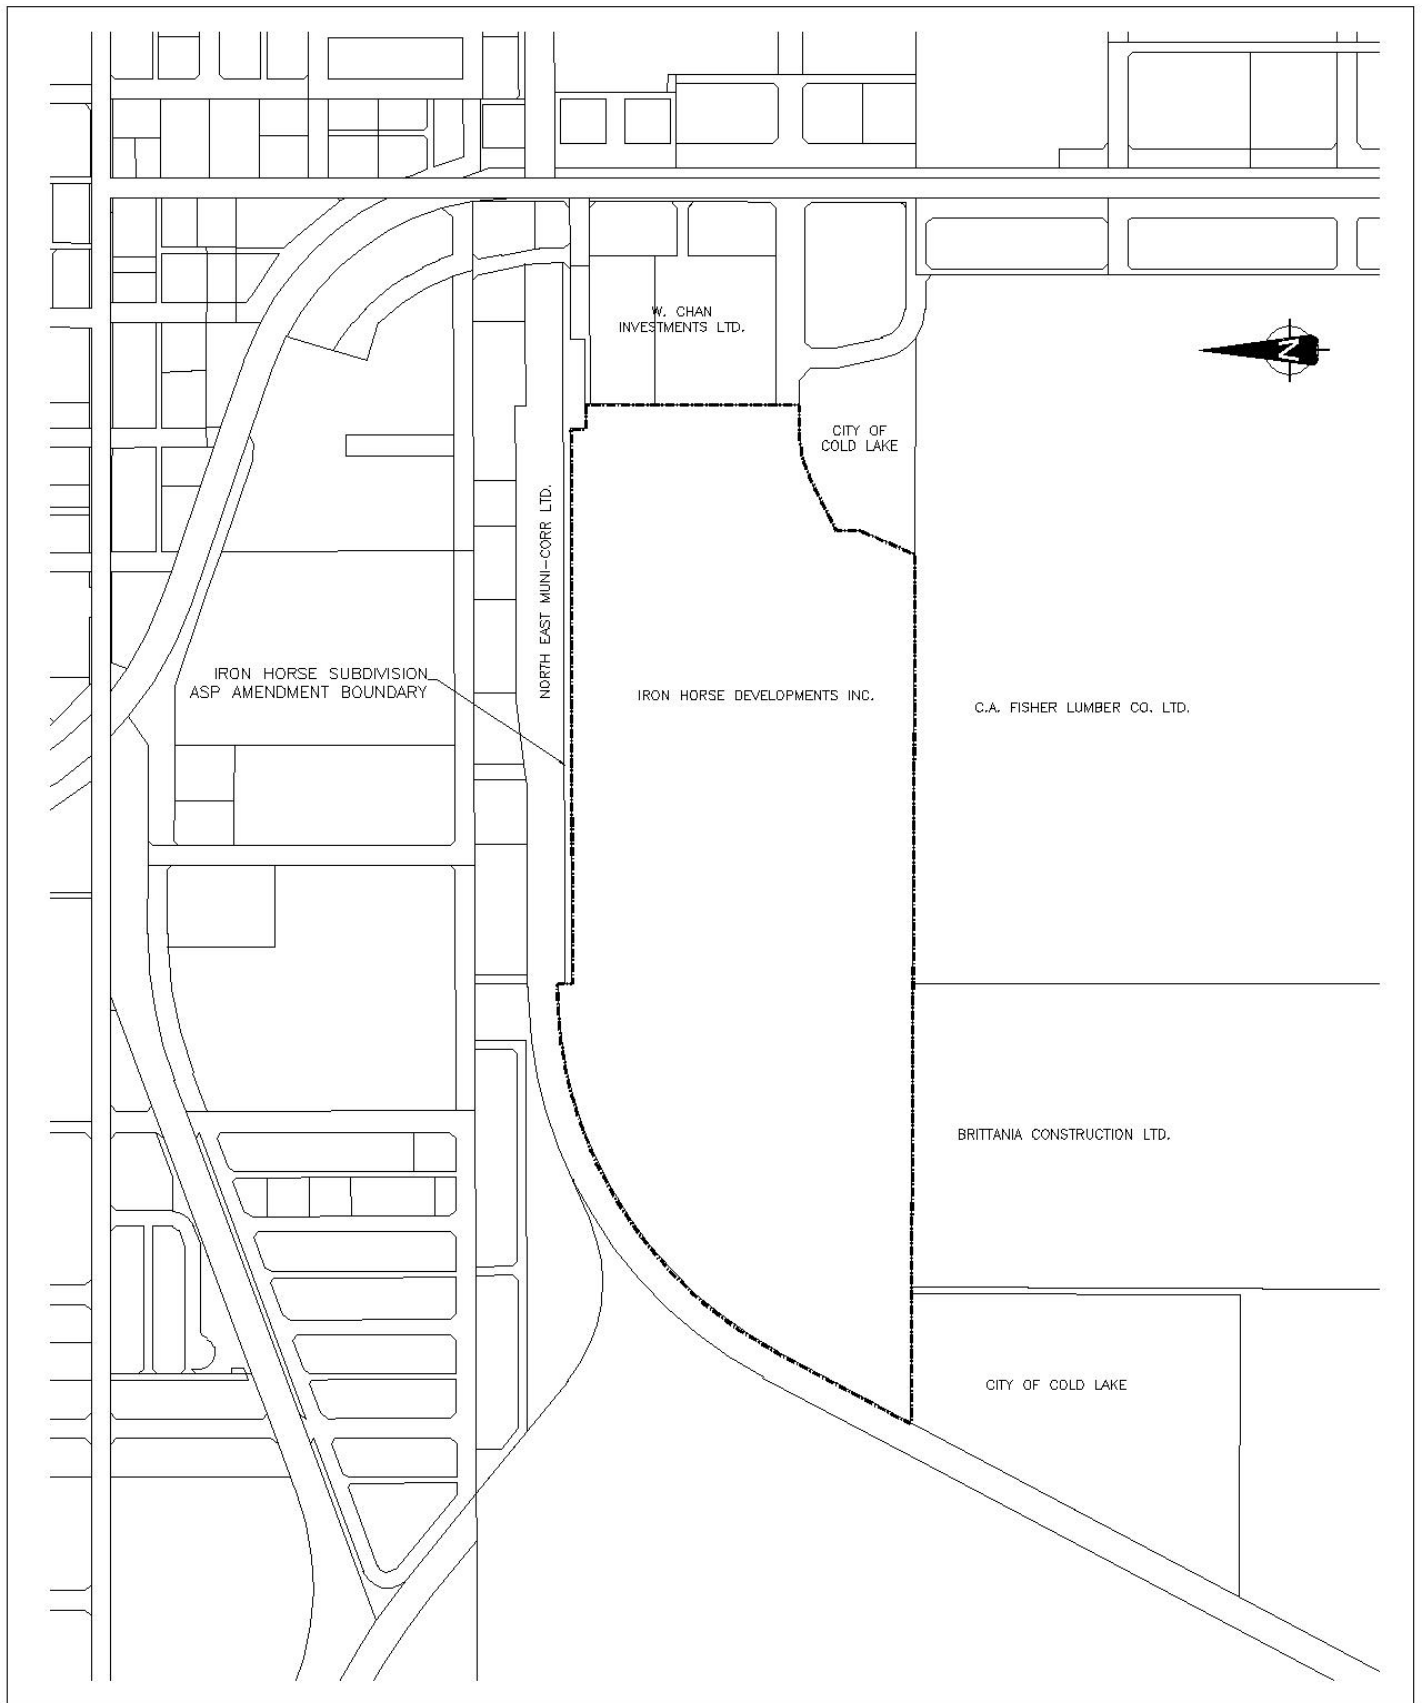 W. CHAN
INVESTMENTS LTD.
N
CITY OF
COLD LAKE
NORTH EAST MUNI-CORR LTD.
IRON HORSE SUBDIVISION
ASP AMENDMENT BOUNDARY
IRON HORSE DEVELOPMENTS INC.
C.A. FISHER LUMBER CO. LTD.
BRITTANIA CONSTRUCTION LTD.
CITY OF COLD LAKE